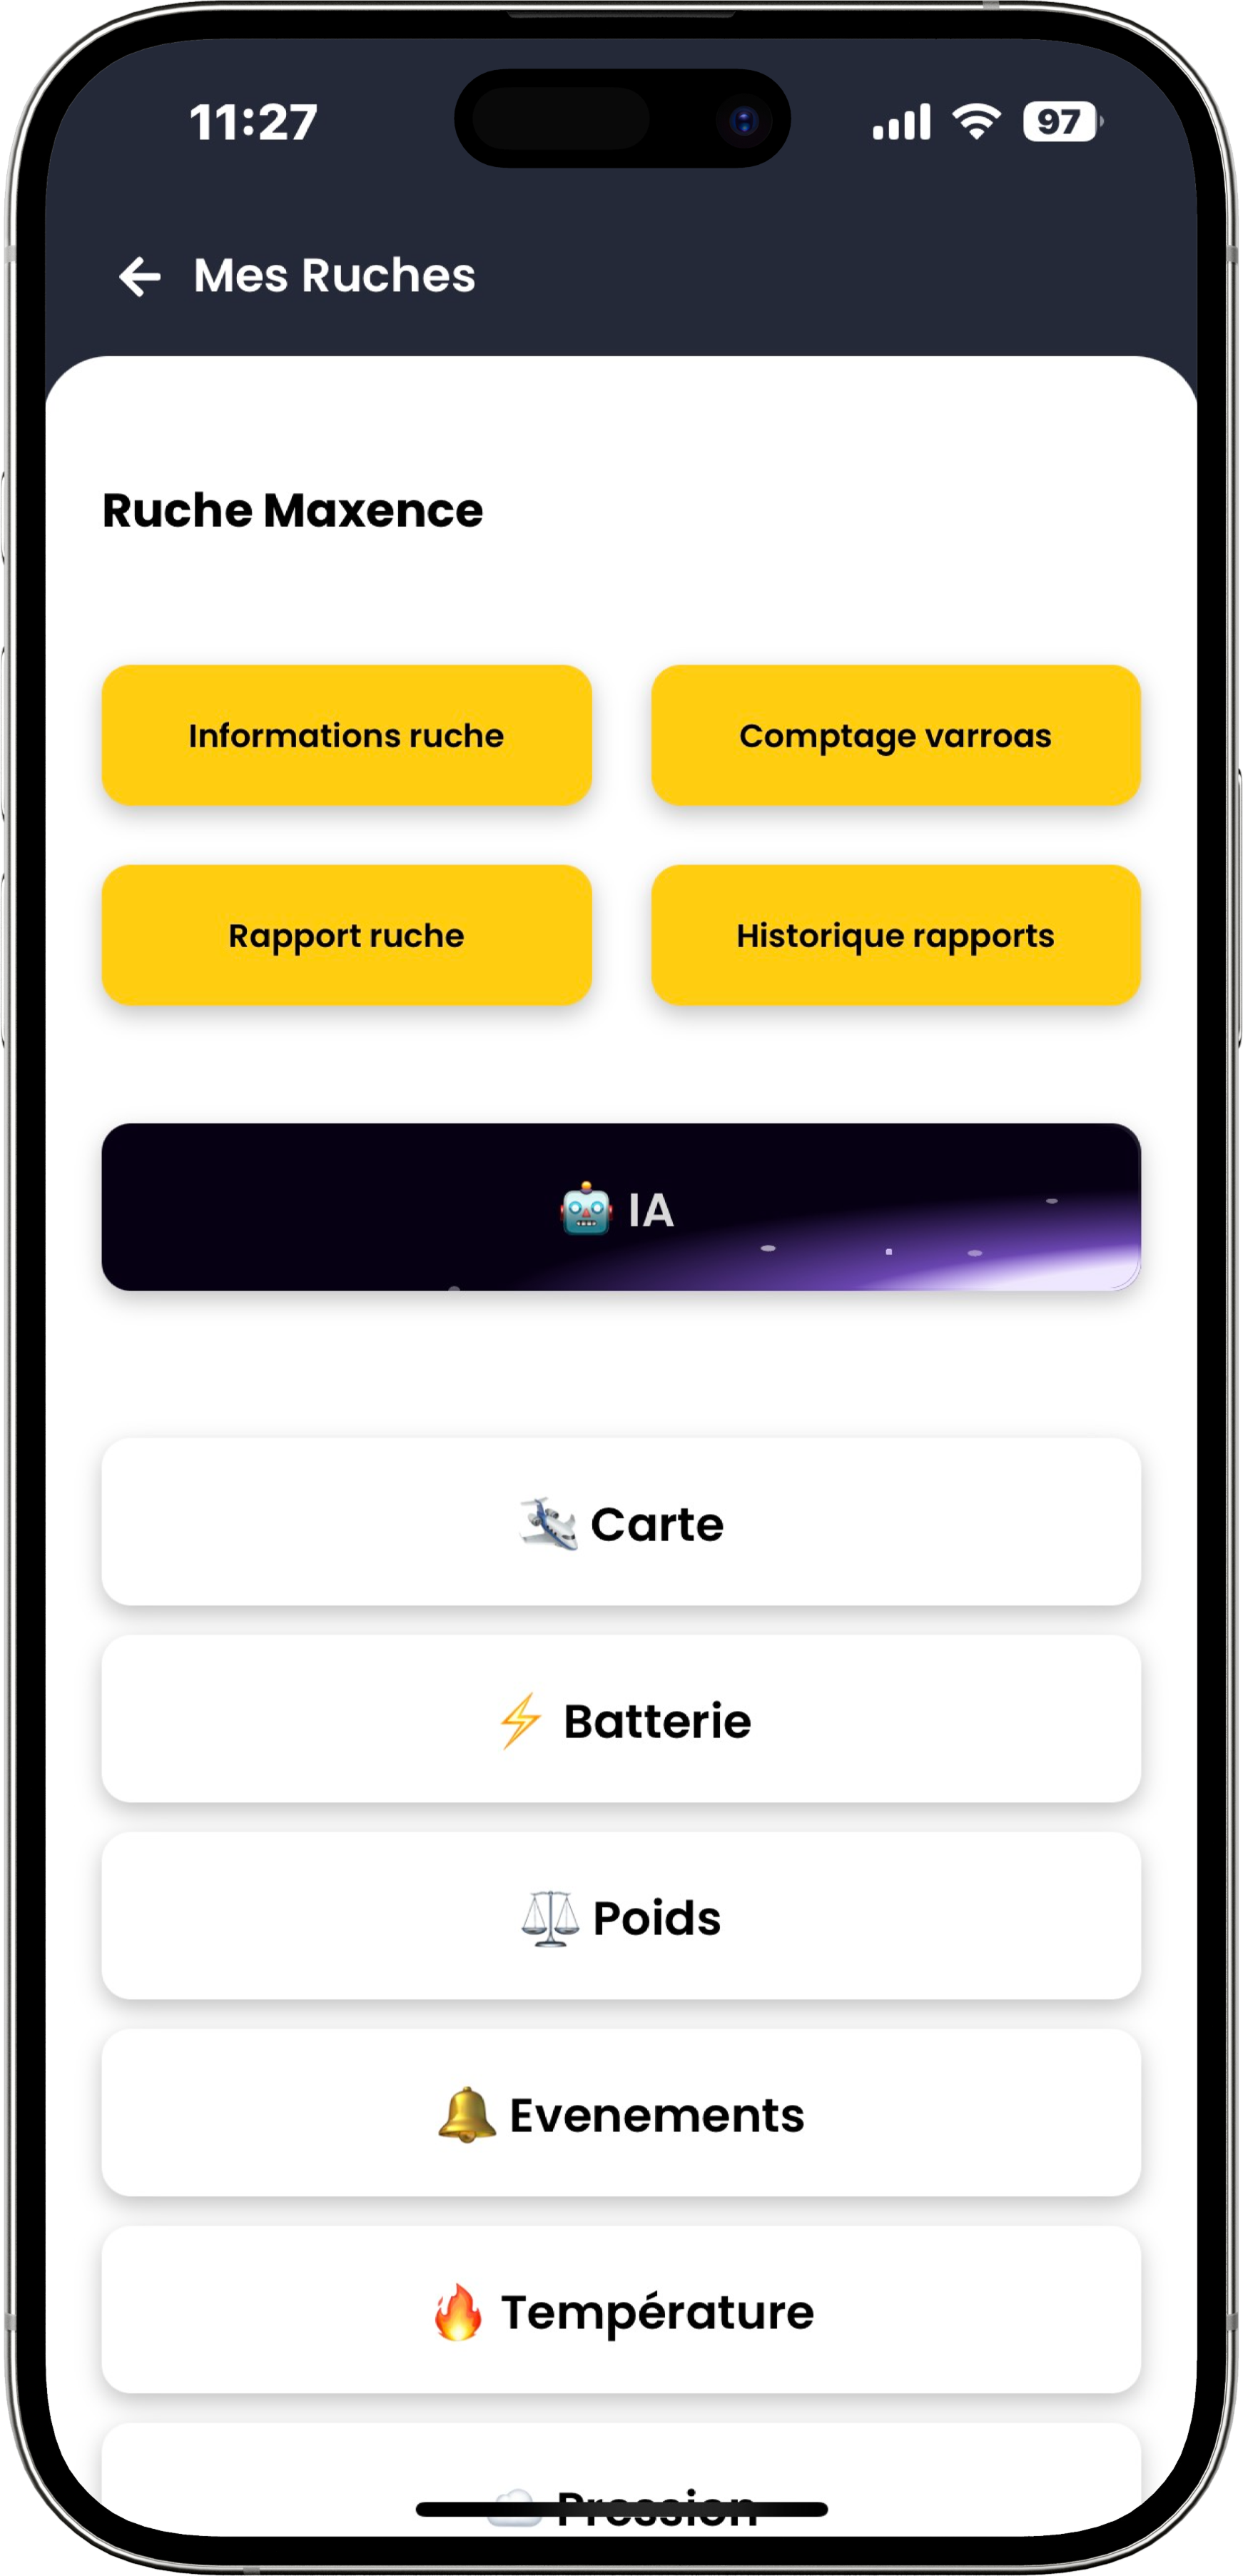 11:27
97
Mes Ruches
Ruche Maxence
Informations ruche
Comptage varroas
Rapport ruche
Historique rapports
IA
Carte
Batterie
Poids
Evenements
Température
Pression